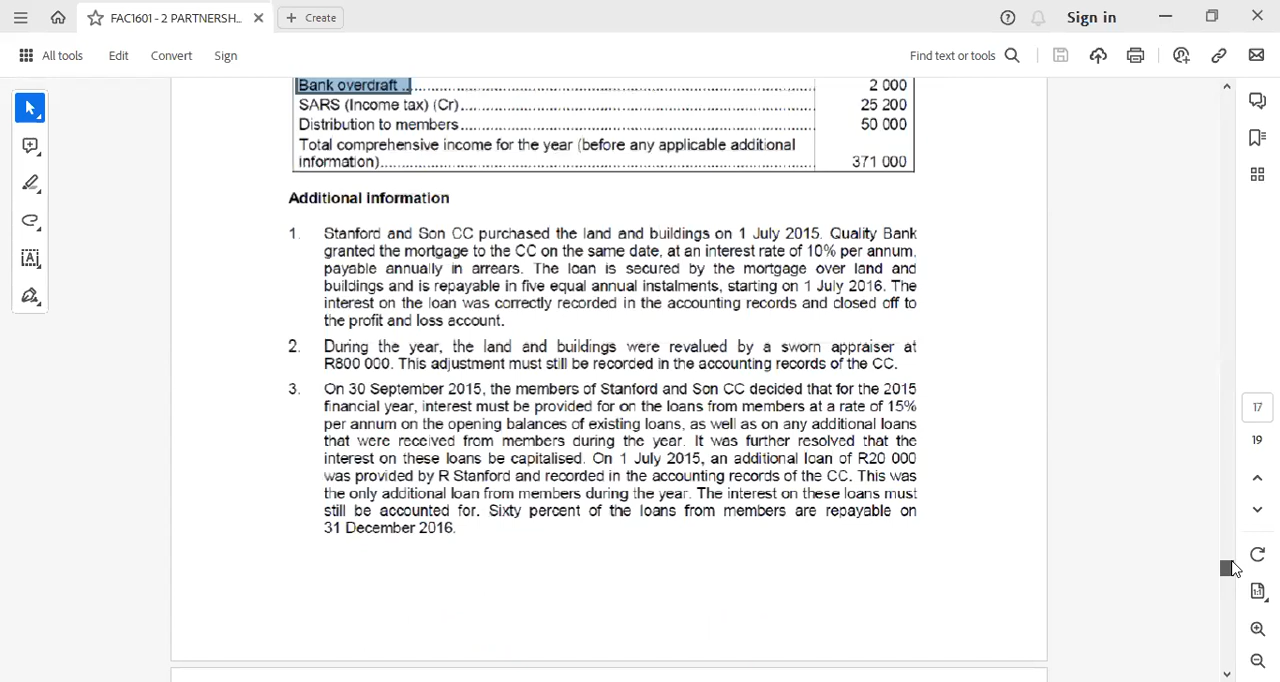 FAC1601 - 2 PARTNERSH...
Create
Sign in
All tools
Edit
Convert
Sign
Find text or tools
Bank overdraft .......... 2 000
SARS (Income tax) (Cr).......... 25 200
Distribution to members.......... 50 000
Total comprehensive income for the year (before any applicable additional
information).......... 371 000
Additional information
1. Stanford and Son CC purchased the land and buildings on 1 July 2015. Quality Bank
granted the mortgage to the CC on the same date, at an interest rate of 10% per annum,
payable annually in arrears. The loan is secured by the mortgage over land and
buildings and is repayable in five equal annual instalments, starting on 1 July 2016. The
interest on the loan was correctly recorded in the accounting records and closed off to
the profit and loss account.
2. During the year, the land and buildings were revalued by a sworn appraiser at
R800 000. This adjustment must still be recorded in the accounting records of the CC.
3. On 30 September 2015, the members of Stanford and Son CC decided that for the 2015
financial year, interest must be provided for on the loans from members at a rate of 15%
per annum on the opening balances of existing loans, as well as on any additional loans
that were received from members during the year. It was further resolved that the
interest on these loans be capitalised. On 1 July 2015, an additional loan of R20 000
was provided by R Stanford and recorded in the accounting records of the CC. This was
the only additional loan from members during the year. The interest on these loans must
still be accounted for. Sixty percent of the loans from members are repayable on
31 December 2016.
17
19